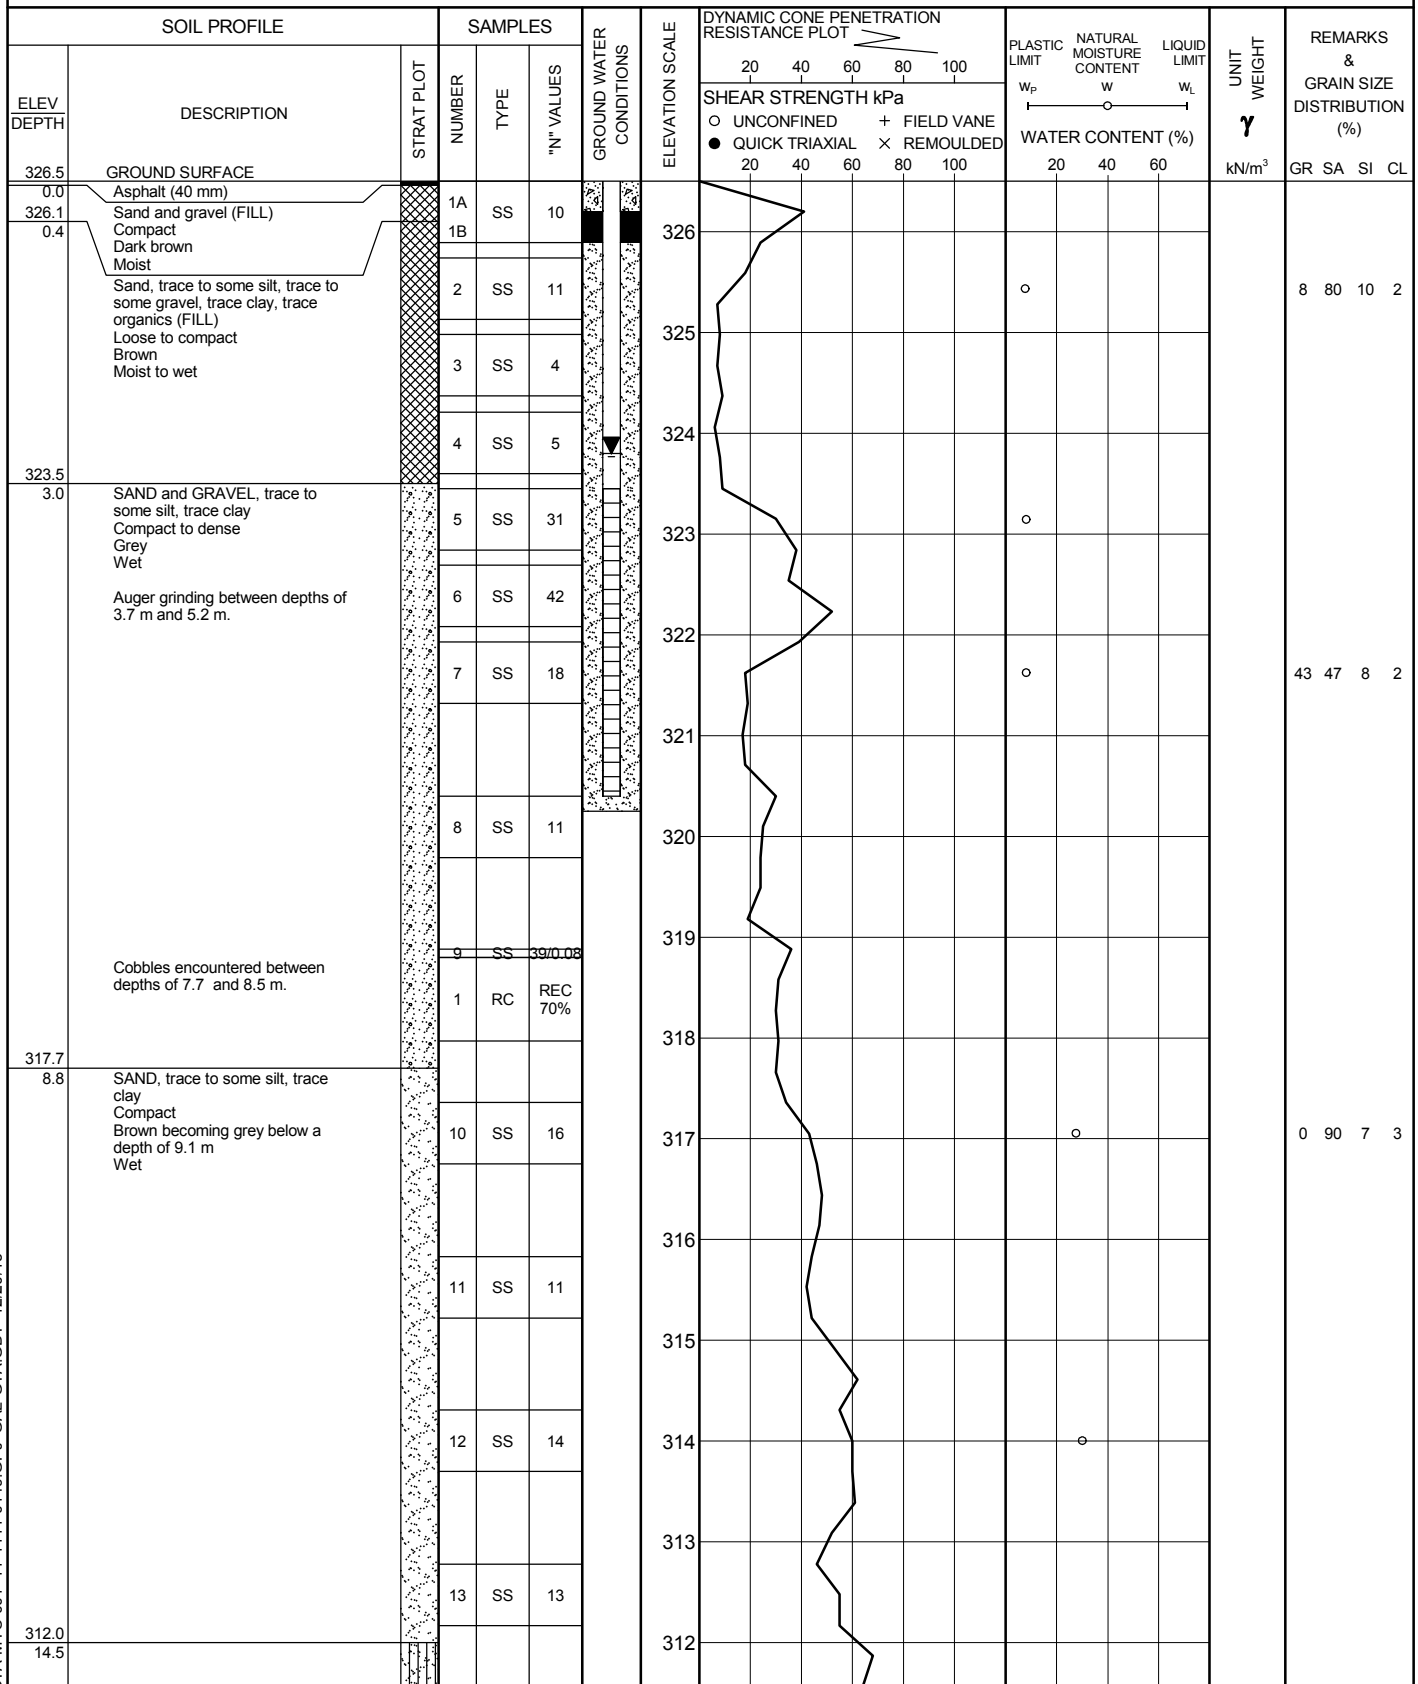 SOIL PROFILE
SAMPLES
GROUND WATER
CONDITIONS
ELEVATION SCALE
DYNAMIC CONE PENETRATION
RESISTANCE PLOT
20 40 60 80 100
SHEAR STRENGTH kPa
UNCONFINED + FIELD VANE
QUICK TRIAXIAL × REMOULDED
PLASTIC
LIMIT
NATURAL
MOISTURE
CONTENT
LIQUID
LIMIT
WP W WL
WATER CONTENT (%)
20 40 60
UNIT
WEIGHT
γ
kN/m³
REMARKS
&
GRAIN SIZE
DISTRIBUTION
(%)
GR SA SI CL
ELEV
DEPTH
DESCRIPTION
STRAT PLOT
NUMBER
TYPE
"N" VALUES
326.5 GROUND SURFACE
0.0 Asphalt (40 mm)
326.1 Sand and gravel (FILL)
0.4 Compact
Dark brown
Moist
Sand, trace to some silt, trace to
some gravel, trace clay, trace
organics (FILL)
Loose to compact
Brown
Moist to wet
323.5
3.0 SAND and GRAVEL, trace to
some silt, trace clay
Compact to dense
Grey
Wet
Auger grinding between depths of
3.7 m and 5.2 m.
Cobbles encountered between
depths of 7.7 and 8.5 m.
317.7
8.8 SAND, trace to some silt, trace
clay
Compact
Brown becoming grey below a
depth of 9.1 m
Wet
312.0
14.5
1A SS 10
1B
2 SS 11
3 SS 4
4 SS 5
5 SS 31
6 SS 42
7 SS 18
8 SS 11
9 SS 39/0.08
1 RC REC
70%
10 SS 16
11 SS 11
12 SS 14
13 SS 13
326
325
324
323
322
321
320
319
318
317
316
315
314
313
312
8 80 10 2
43 47 8 2
0 90 7 3